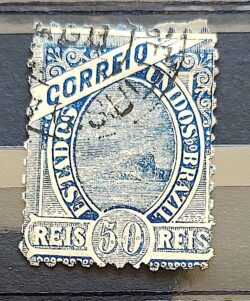 CORREIO
ESTADOS UNIDOS DO BRAZIL
REIS 50 REIS